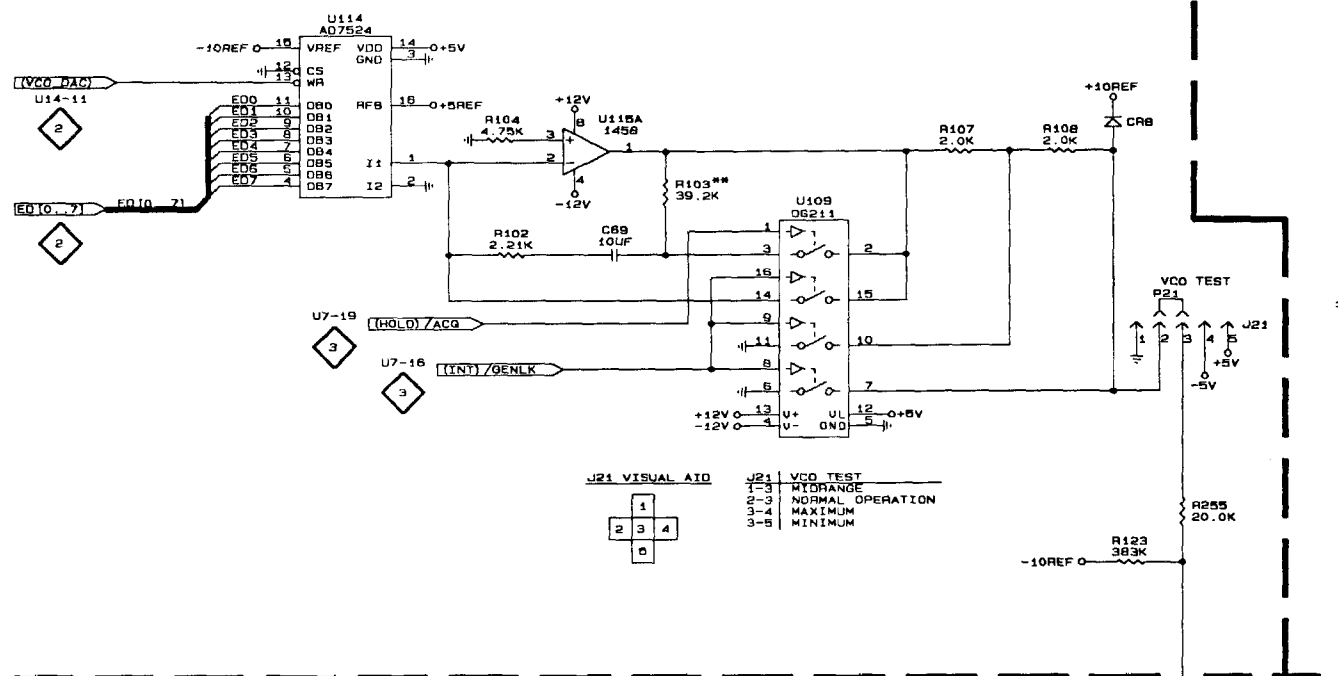 U114
AD7524
-10REF 15 VREF VDD 14 +5V
GND 3
12 CS
(VCO DAC) 13 WR
U14-11
2
ED0 11 DB0 RFB 16 +5REF
ED1 10 DB1
ED2 9 DB2
ED3 8 DB3
ED4 7 DB4
ED5 6 DB5 I1 1
ED6 5 DB6
ED7 4 DB7 I2 2
ED[0..7] ED[0..7]
2
R104
4.75K
+12V
8
U115A
1458
3 +
2 -
1
4
-12V
R103**
39.2K
R102
2.21K
C69
10UF
R107
2.0K
R108
2.0K
+10REF
CR8
U109
DG211
1
3 2
16
14 15
9
11 10
8
6 7
+12V 13 V+ VL 12 +5V
-12V 4 V- GND 5
U7-19
(HOLD)/ACQ
3
U7-16
(INT)/GENLK
3
VCO TEST
P21
J21
1 2 3 4 5
+5V
-5V
J21 VISUAL AID
1
2 3 4
5
J21 VCO TEST
1-3 MIDRANGE
2-3 NORMAL OPERATION
3-4 MAXIMUM
3-5 MINIMUM
R255
20.0K
R123
383K
-10REF